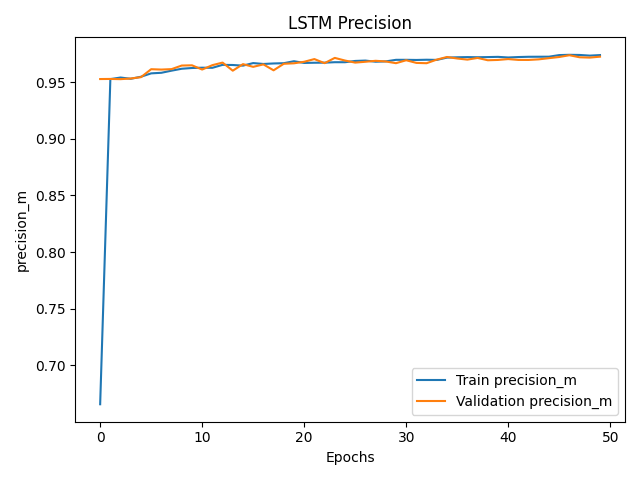 LSTM Precision
precision_m
0.95
0.90
0.85
0.80
0.75
0.70
0
10
20
30
40
50
Epochs
Train precision_m
Validation precision_m